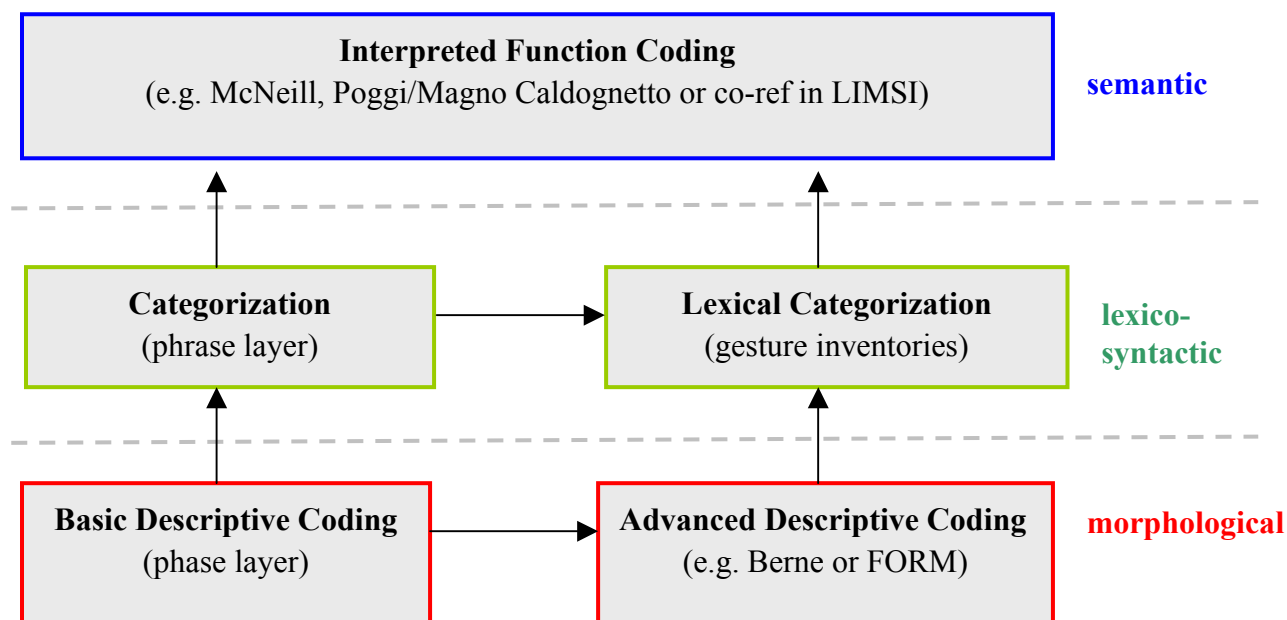 Interpreted Function Coding
(e.g. McNeill, Poggi/Magno Caldognetto or co-ref in LIMSI)
semantic
Categorization
(phrase layer)
Lexical Categorization
(gesture inventories)
lexico-
syntactic
Basic Descriptive Coding
(phase layer)
Advanced Descriptive Coding
(e.g. Berne or FORM)
morphological